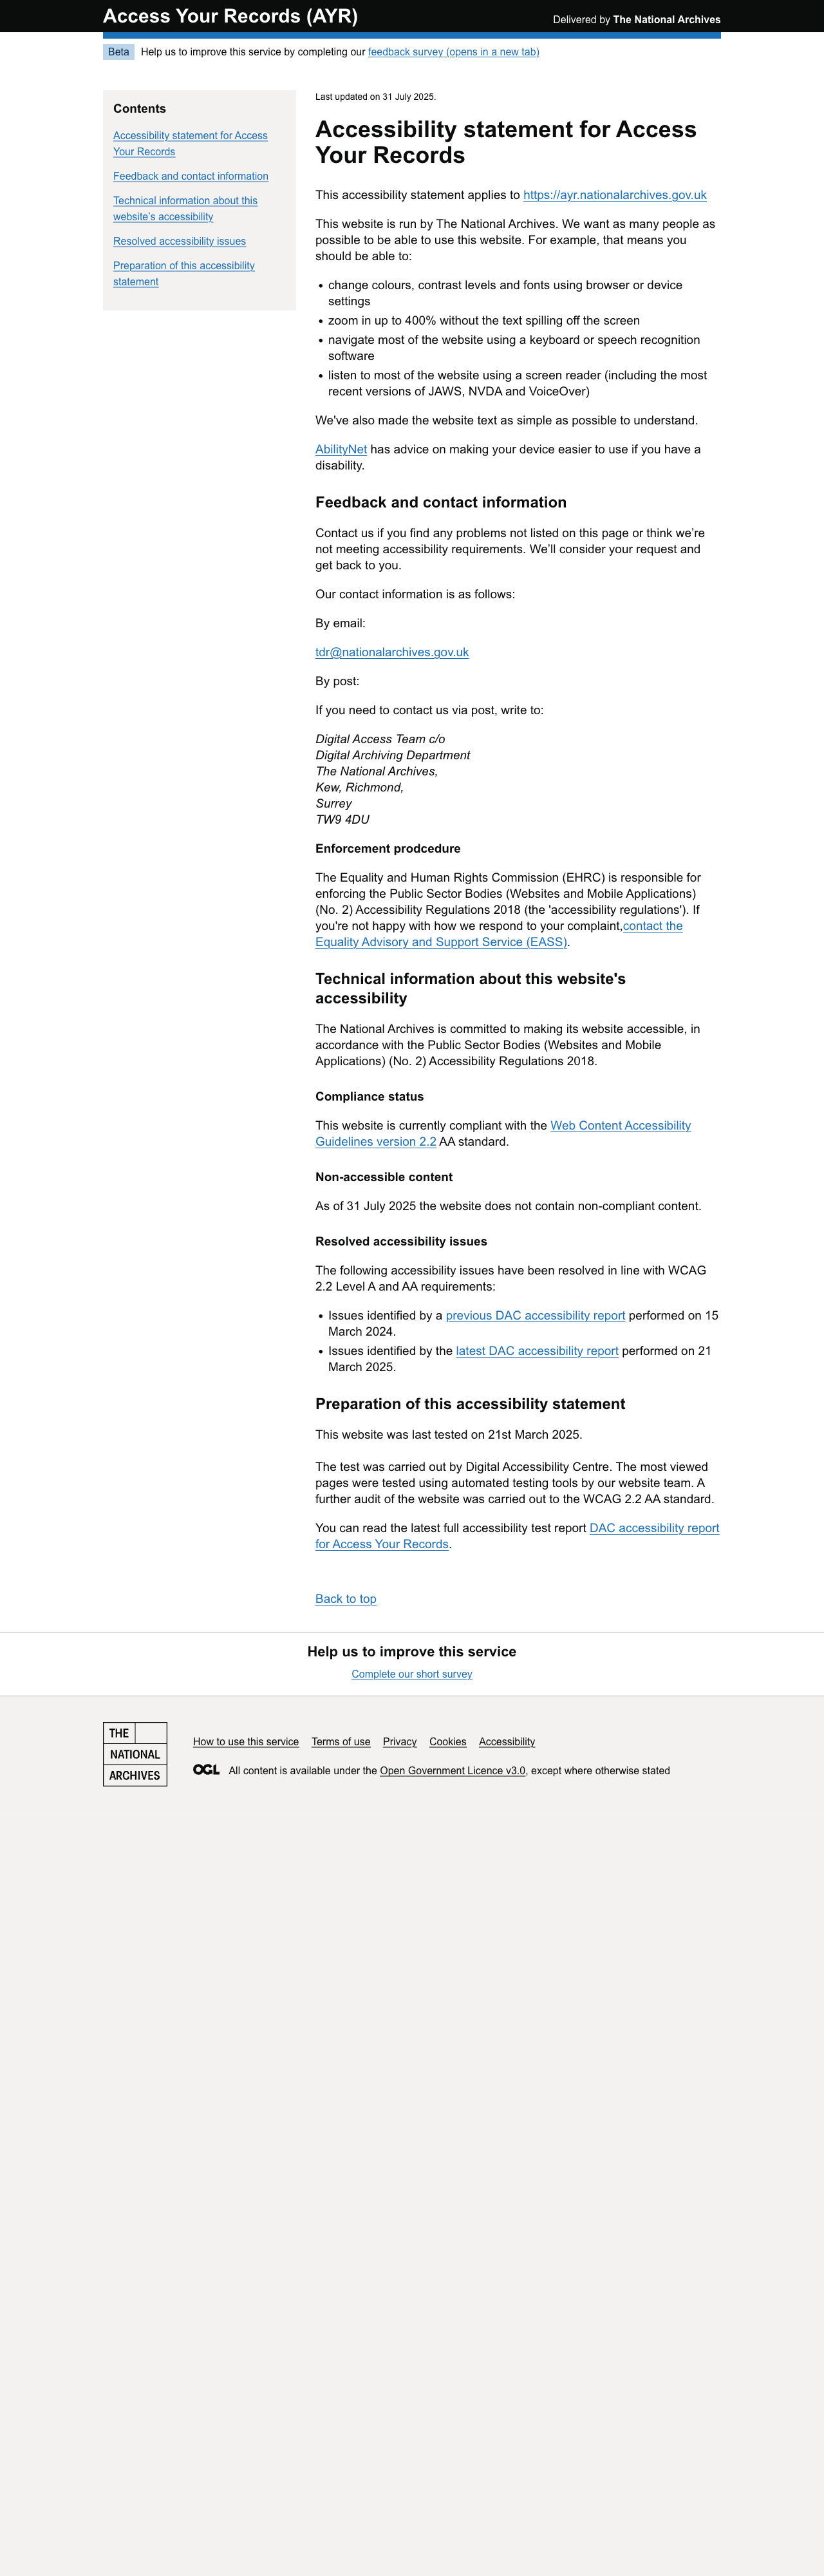 Access Your Records (AYR)
Delivered by The National Archives
Beta Help us to improve this service by completing our feedback survey (opens in a new tab)
Contents
Accessibility statement for Access
Your Records
Feedback and contact information
Technical information about this
website's accessibility
Resolved accessibility issues
Preparation of this accessibility
statement
Last updated on 31 July 2025.
Accessibility statement for Access
Your Records
This accessibility statement applies to https://ayr.nationalarchives.gov.uk
This website is run by The National Archives. We want as many people as
possible to be able to use this website. For example, that means you
should be able to:
• change colours, contrast levels and fonts using browser or device
settings
• zoom in up to 400% without the text spilling off the screen
• navigate most of the website using a keyboard or speech recognition
software
• listen to most of the website using a screen reader (including the most
recent versions of JAWS, NVDA and VoiceOver)
We've also made the website text as simple as possible to understand.
AbilityNet has advice on making your device easier to use if you have a
disability.
Feedback and contact information
Contact us if you find any problems not listed on this page or think we're
not meeting accessibility requirements. We'll consider your request and
get back to you.
Our contact information is as follows:
By email:
tdr@nationalarchives.gov.uk
By post:
If you need to contact us via post, write to:
Digital Access Team c/o
Digital Archiving Department
The National Archives,
Kew, Richmond,
Surrey
TW9 4DU
Enforcement prodcedure
The Equality and Human Rights Commission (EHRC) is responsible for
enforcing the Public Sector Bodies (Websites and Mobile Applications)
(No. 2) Accessibility Regulations 2018 (the 'accessibility regulations'). If
you're not happy with how we respond to your complaint,contact the
Equality Advisory and Support Service (EASS).
Technical information about this website's
accessibility
The National Archives is committed to making its website accessible, in
accordance with the Public Sector Bodies (Websites and Mobile
Applications) (No. 2) Accessibility Regulations 2018.
Compliance status
This website is currently compliant with the Web Content Accessibility
Guidelines version 2.2 AA standard.
Non-accessible content
As of 31 July 2025 the website does not contain non-compliant content.
Resolved accessibility issues
The following accessibility issues have been resolved in line with WCAG
2.2 Level A and AA requirements:
• Issues identified by a previous DAC accessibility report performed on 15
March 2024.
• Issues identified by the latest DAC accessibility report performed on 21
March 2025.
Preparation of this accessibility statement
This website was last tested on 21st March 2025.
The test was carried out by Digital Accessibility Centre. The most viewed
pages were tested using automated testing tools by our website team. A
further audit of the website was carried out to the WCAG 2.2 AA standard.
You can read the latest full accessibility test report DAC accessibility report
for Access Your Records.
Back to top
Help us to improve this service
Complete our short survey
THE
NATIONAL
ARCHIVES
How to use this service Terms of use Privacy Cookies Accessibility
OGL All content is available under the Open Government Licence v3.0, except where otherwise stated